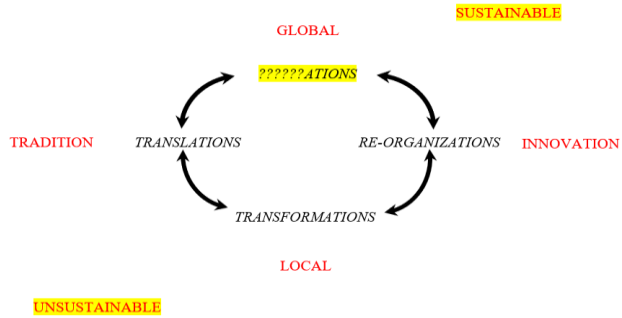 SUSTAINABLE
GLOBAL
??????ATIONS
TRADITION TRANSLATIONS RE-ORGANIZATIONS INNOVATION
TRANSFORMATIONS
LOCAL
UNSUSTAINABLE